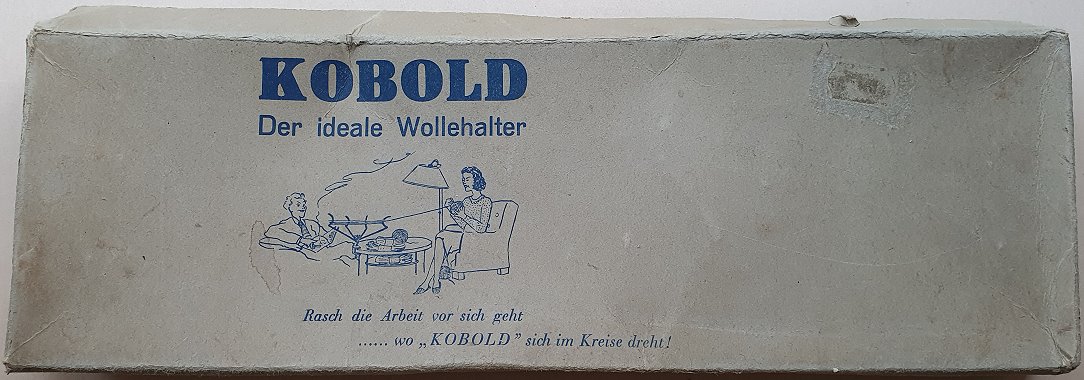 KOBOLD
Der ideale Wollehalter
Rasch die Arbeit vor sich geht
...... wo „KOBOLD” sich im Kreise dreht!